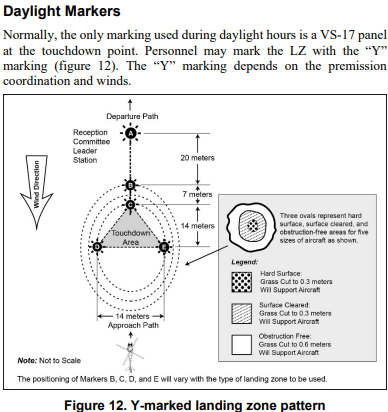 Daylight Markers
Normally, the only marking used during daylight hours is a VS-17 panel
at the touchdown point. Personnel may mark the LZ with the “Y”
marking (figure 12). The “Y” marking depends on the premission
coordination and winds.
Departure Path
Reception
Committee
Leader
Station
A
20 meters
Wind Direction
B
7 meters
C
14 meters
Touchdown
Area
D
E
14 meters
Approach Path
Three ovals represent hard
surface, surface cleared, and
obstruction-free areas for five
sizes of aircraft as shown.
Legend:
Hard Surface:
Grass Cut to 0.3 meters
Will Support Aircraft
Surface Cleared:
Grass Cut to 0.3 meters
Will Support Aircraft
Obstruction Free:
Grass Cut to 0.6 meters
Will Support Aircraft
Note: Not to Scale
The positioning of Markers B, C, D, and E will vary with the type of landing zone to be used.
Figure 12. Y-marked landing zone pattern